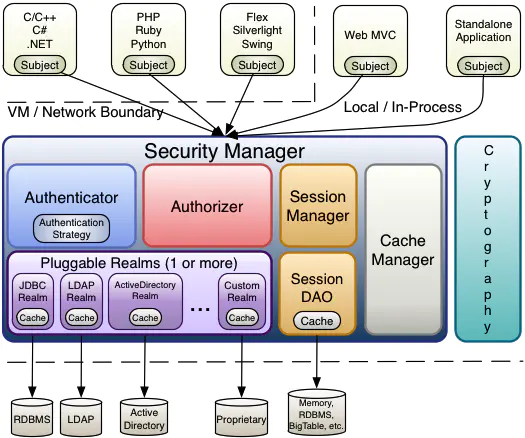 C/C++
C#
.NET
Subject
PHP
Ruby
Python
Subject
Flex
Silverlight
Swing
Subject
Web MVC
Subject
Standalone
Application
Subject
VM / Network Boundary
Local / In-Process
Security Manager
Authenticator
Authentication
Strategy
Authorizer
Session
Manager
Cache
Manager
Cryptography
Pluggable Realms (1 or more)
JDBC
Realm
Cache
LDAP
Realm
Cache
ActiveDirectory
Realm
Cache
...
Custom
Realm
Cache
Session
DAO
Cache
RDBMS
LDAP
Active
Directory
Proprietary
Memory,
RDBMS,
BigTable, etc.